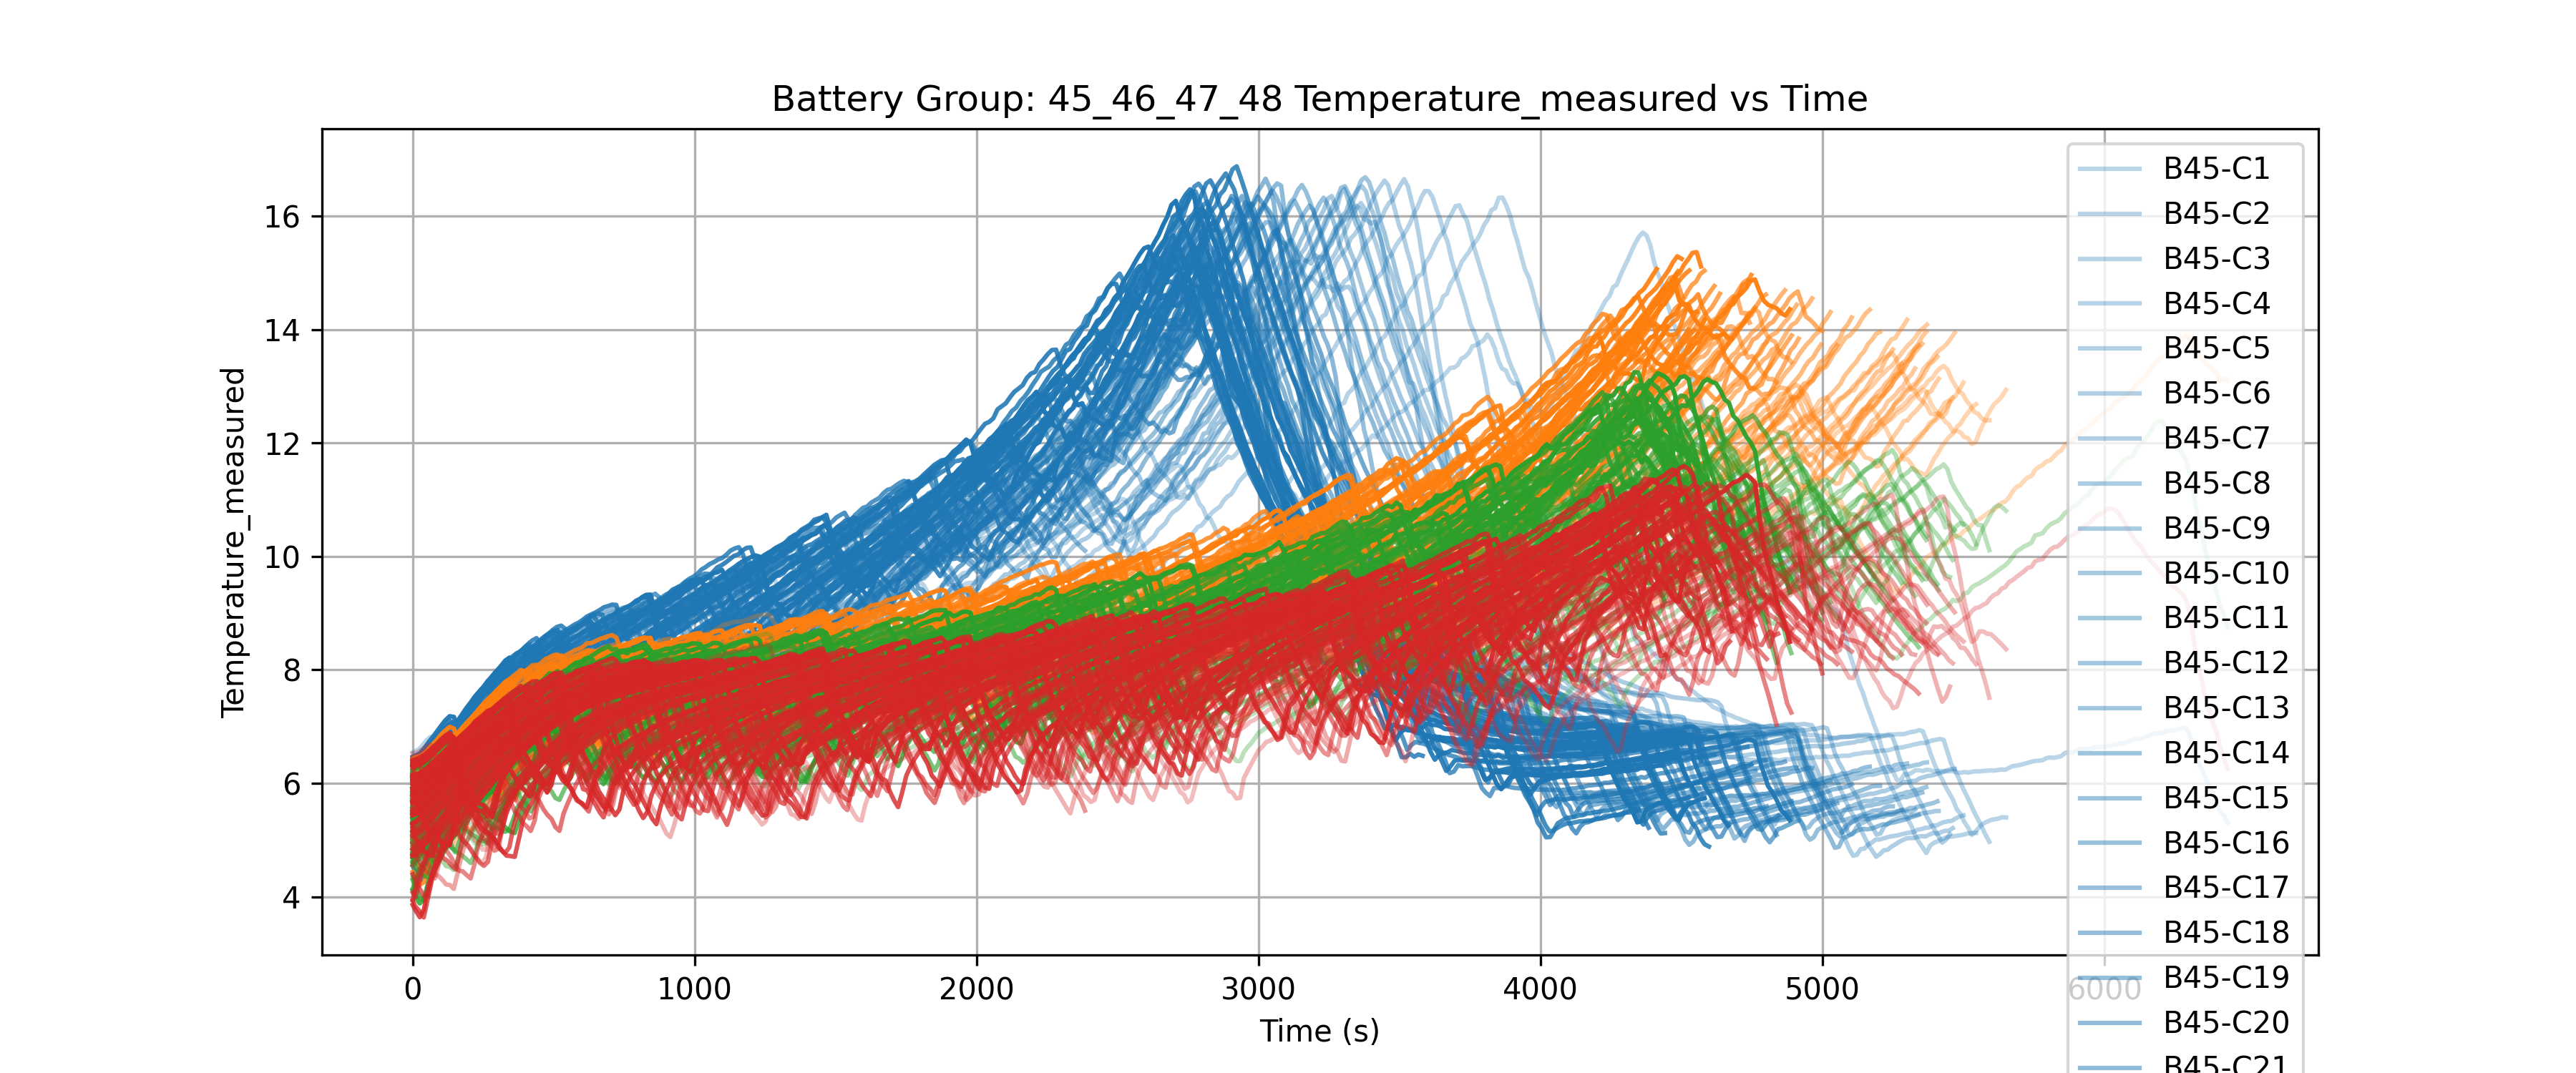 Battery Group: 45_46_47_48 Temperature_measured vs Time
Temperature_measured
16
14
12
10
8
6
4
0 1000 2000 3000 4000 5000 6000
Time (s)
B45-C1
B45-C2
B45-C3
B45-C4
B45-C5
B45-C6
B45-C7
B45-C8
B45-C9
B45-C10
B45-C11
B45-C12
B45-C13
B45-C14
B45-C15
B45-C16
B45-C17
B45-C18
B45-C19
B45-C20
B45-C21